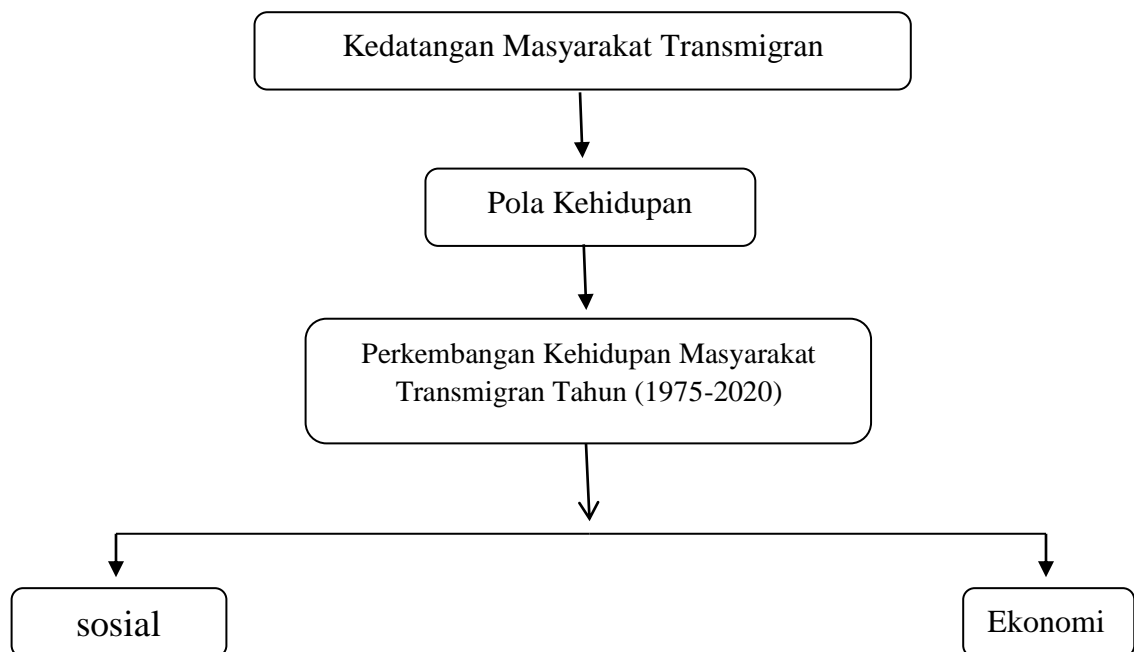 Kedatangan Masyarakat Transmigran
Pola Kehidupan
Perkembangan Kehidupan Masyarakat
Transmigran Tahun (1975-2020)
sosial
Ekonomi